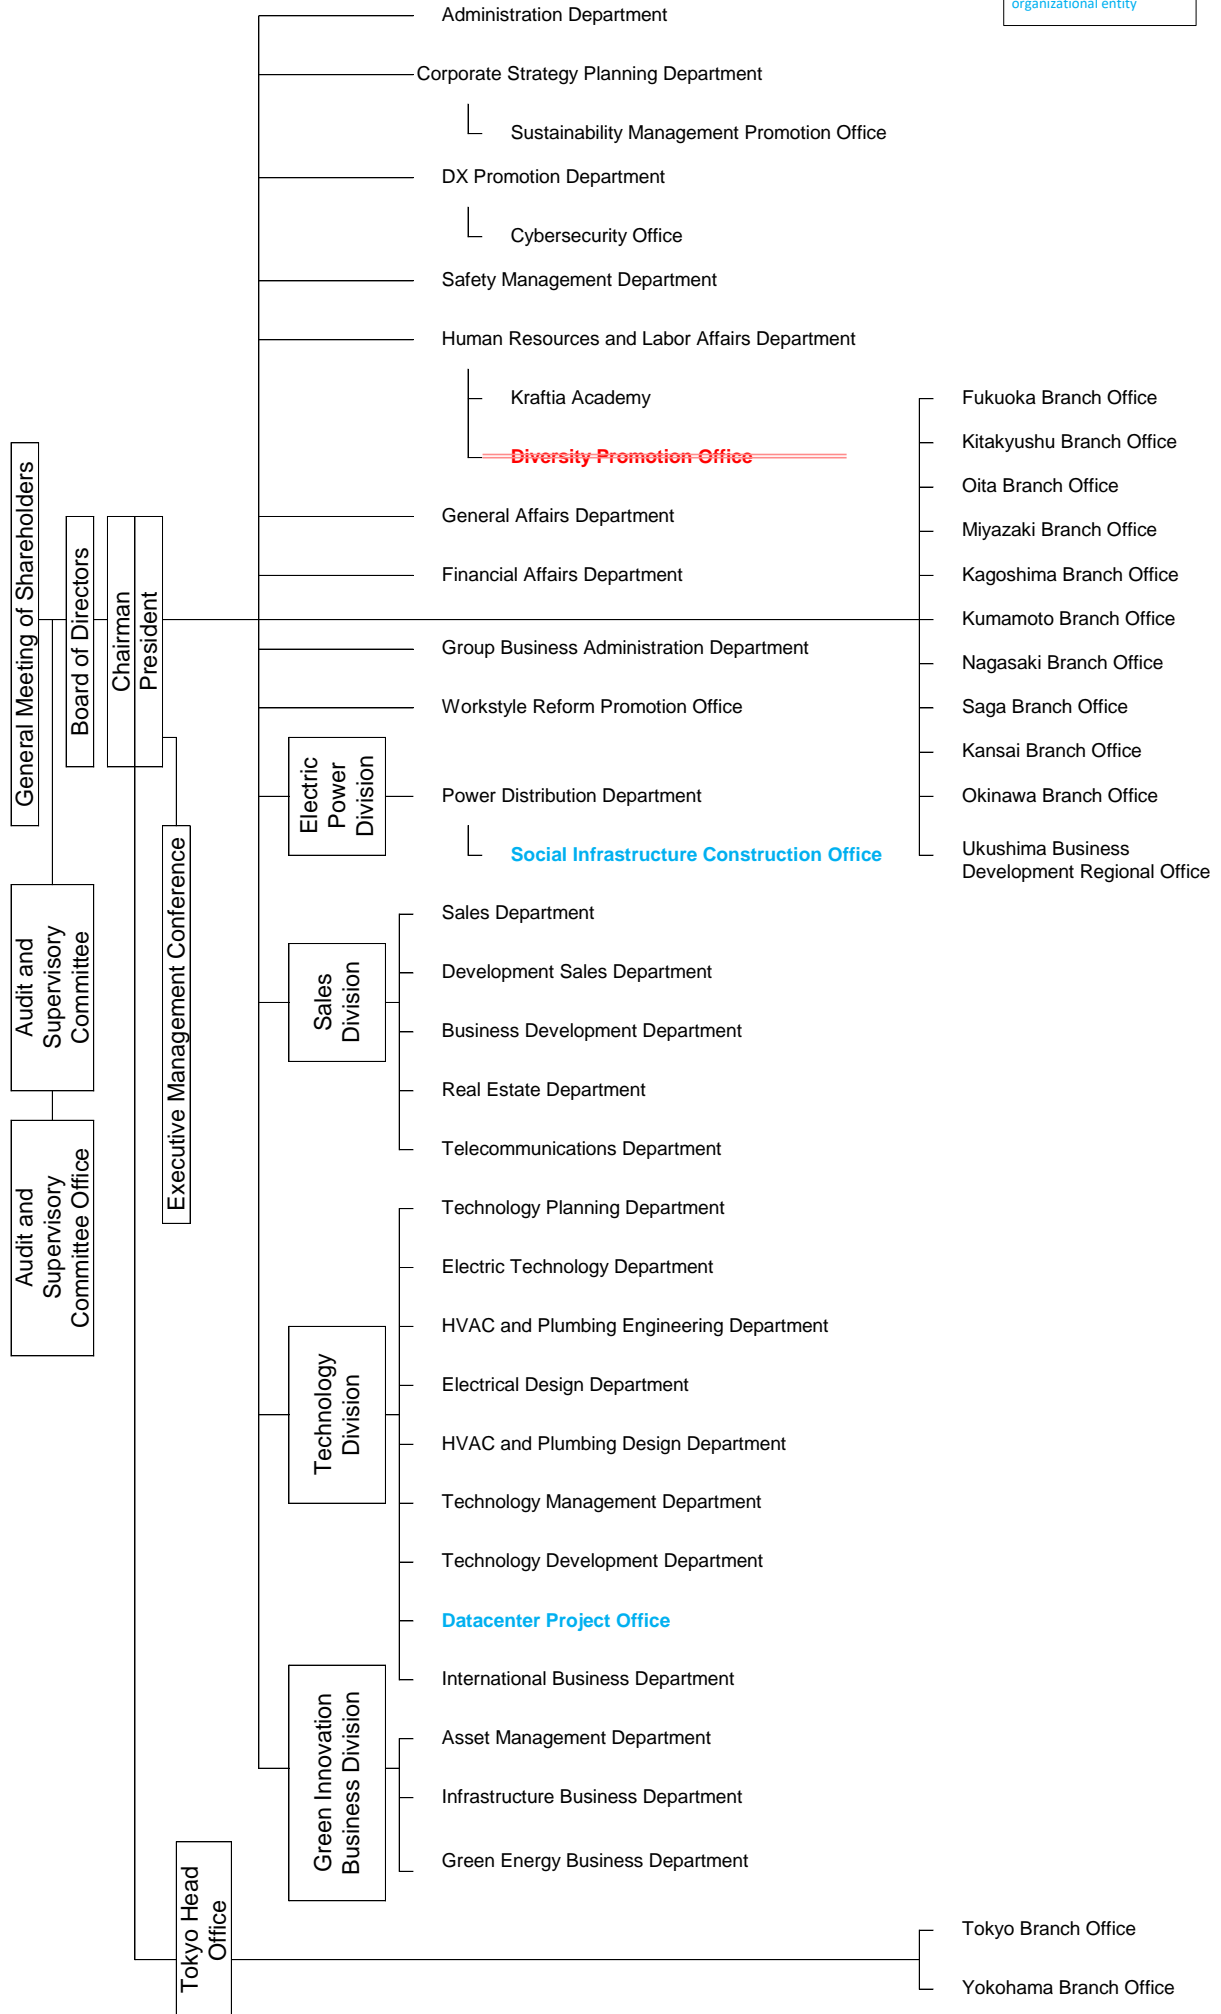 organizational entity
Administration Department
Corporate Strategy Planning Department
Sustainability Management Promotion Office
DX Promotion Department
Cybersecurity Office
Safety Management Department
Human Resources and Labor Affairs Department
Kraftia Academy
Diversity Promotion Office
General Affairs Department
Financial Affairs Department
Group Business Administration Department
Workstyle Reform Promotion Office
General Meeting of Shareholders
Board of Directors
Chairman
President
Executive Management Conference
Audit and
Supervisory
Committee
Audit and
Supervisory
Committee Office
Electric
Power
Division
Power Distribution Department
Social Infrastructure Construction Office
Sales
Division
Sales Department
Development Sales Department
Business Development Department
Real Estate Department
Telecommunications Department
Technology
Division
Technology Planning Department
Electric Technology Department
HVAC and Plumbing Engineering Department
Electrical Design Department
HVAC and Plumbing Design Department
Technology Management Department
Technology Development Department
Datacenter Project Office
International Business Department
Green Innovation
Business Division
Asset Management Department
Infrastructure Business Department
Green Energy Business Department
Fukuoka Branch Office
Kitakyushu Branch Office
Oita Branch Office
Miyazaki Branch Office
Kagoshima Branch Office
Kumamoto Branch Office
Nagasaki Branch Office
Saga Branch Office
Kansai Branch Office
Okinawa Branch Office
Ukushima Business
Development Regional Office
Tokyo Head
Office
Tokyo Branch Office
Yokohama Branch Office